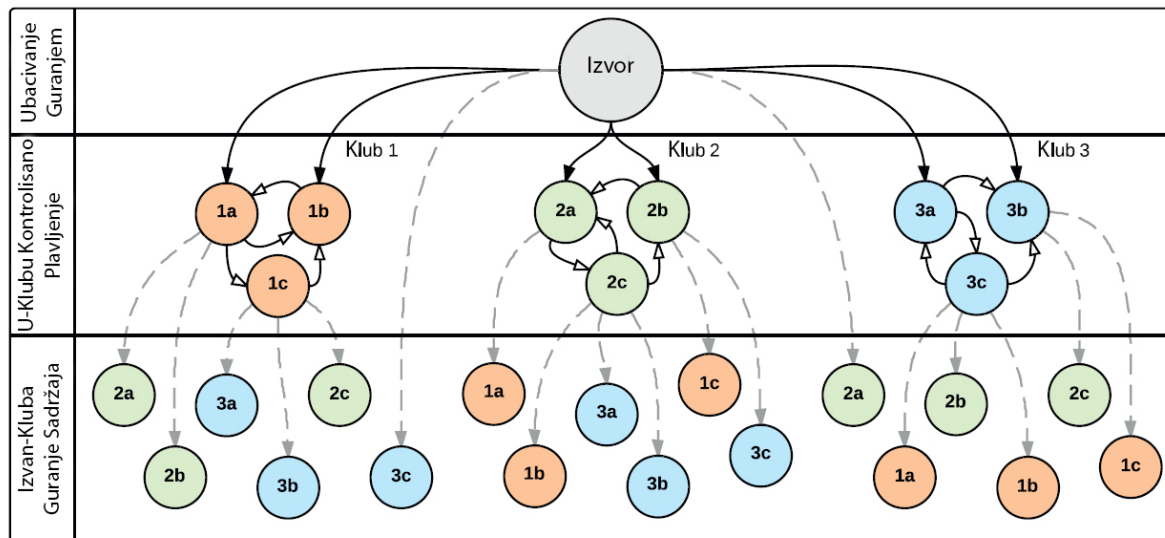 Ubacivanje
Guranjem
Izvor
U-Klubu Kontrolisano
Plavljenje
Klub 1
Klub 2
Klub 3
1a
1b
1c
2a
2b
2c
3a
3b
3c
Izvan-Kluba
Guranje Sadržaja
2a
2b
3a
3b
2c
3c
1a
1b
3a
3b
1c
3c
2a
1a
2b
1b
2c
1c